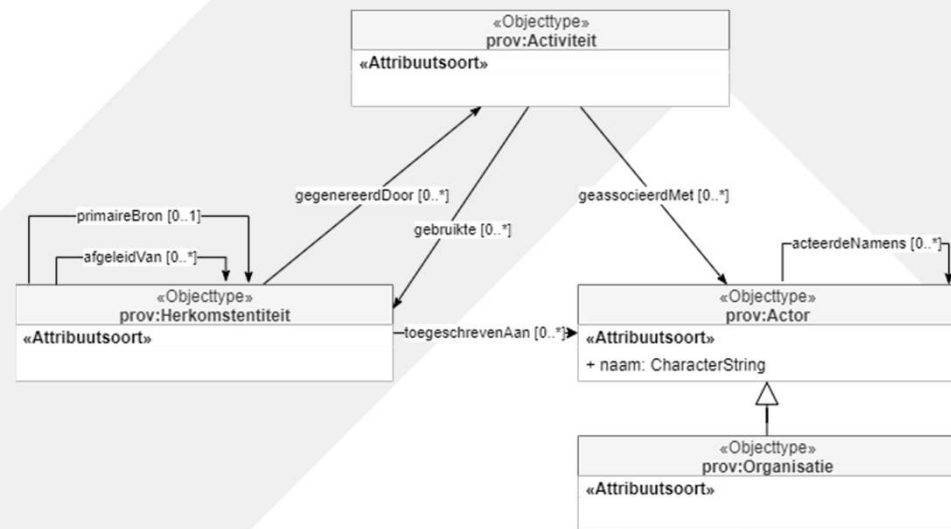 «Objecttype»
prov:Activiteit
«Attribuutsoort»
gegenereerdDoor [0..*]
geassocieerdMet [0..*]
primaireBron [0..1]
gebruikte [0..*]
acteerdeNamens [0..*]
afgeleidVan [0..*]
«Objecttype»
prov:Herkomstentiteit
«Attribuutsoort»
toegeschrevenAan [0..*]
«Objecttype»
prov:Actor
«Attribuutsoort»
+ naam: CharacterString
«Objecttype»
prov:Organisatie
«Attribuutsoort»